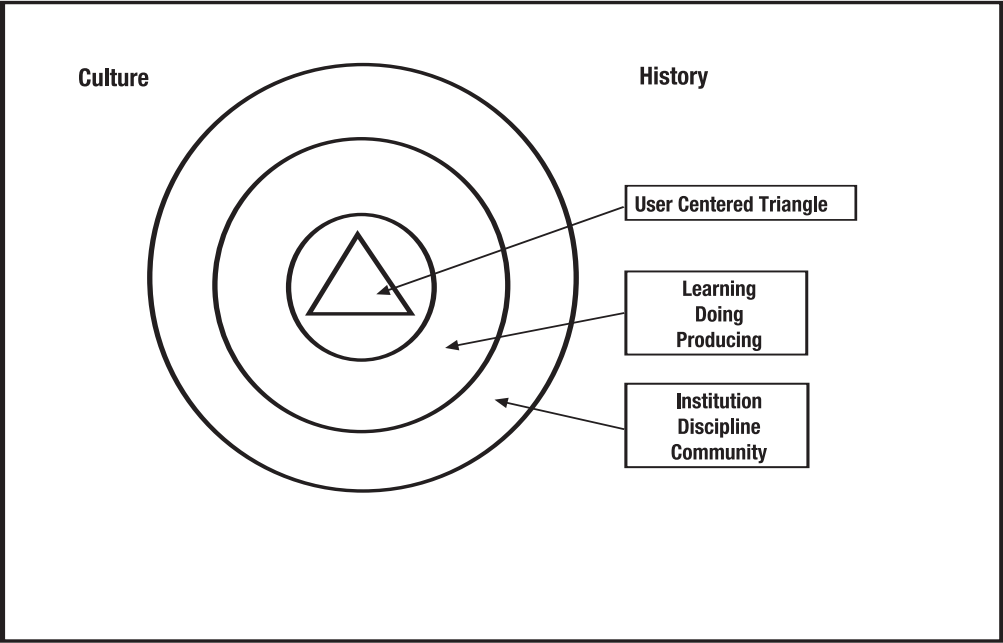 Culture
History
User Centered Triangle
Learning
Doing
Producing
Institution
Discipline
Community